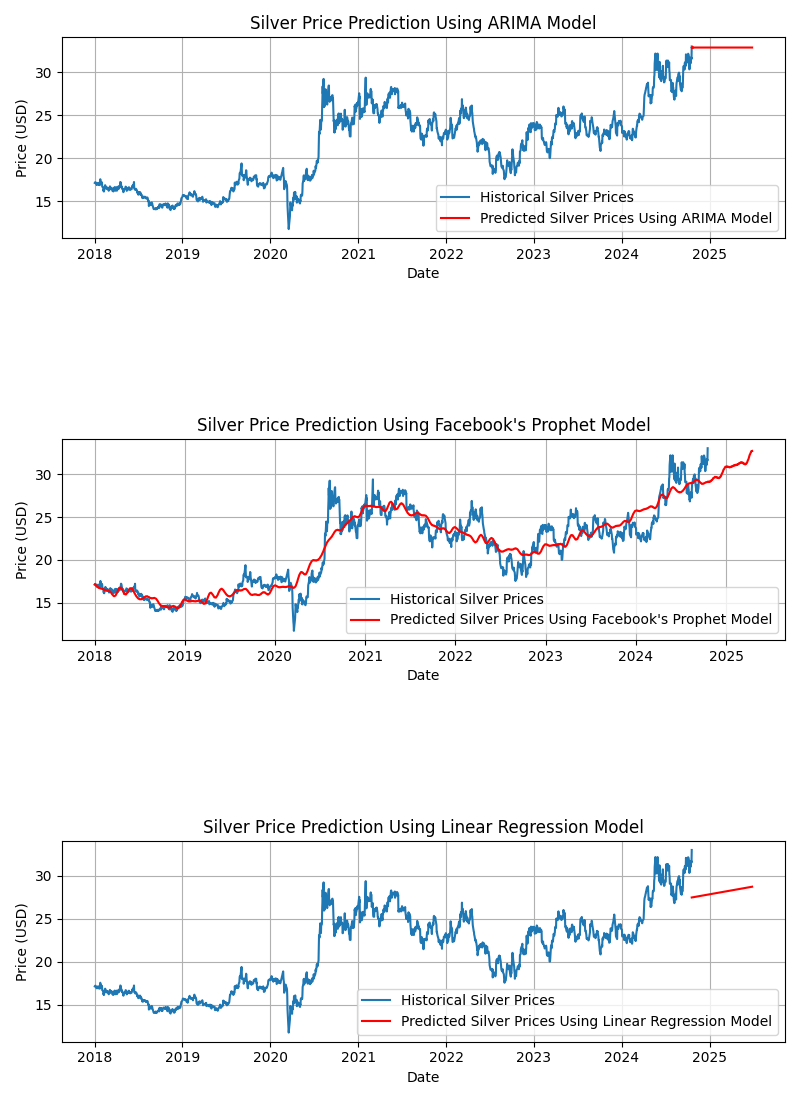 Silver Price Prediction Using ARIMA Model
Price (USD)
30
25
20
15
Historical Silver Prices
Predicted Silver Prices Using ARIMA Model
2018 2019 2020 2021 2022 2023 2024 2025
Date
Silver Price Prediction Using Facebook's Prophet Model
Price (USD)
30
25
20
15
Historical Silver Prices
Predicted Silver Prices Using Facebook's Prophet Model
2018 2019 2020 2021 2022 2023 2024 2025
Date
Silver Price Prediction Using Linear Regression Model
Price (USD)
30
25
20
15
Historical Silver Prices
Predicted Silver Prices Using Linear Regression Model
2018 2019 2020 2021 2022 2023 2024 2025
Date